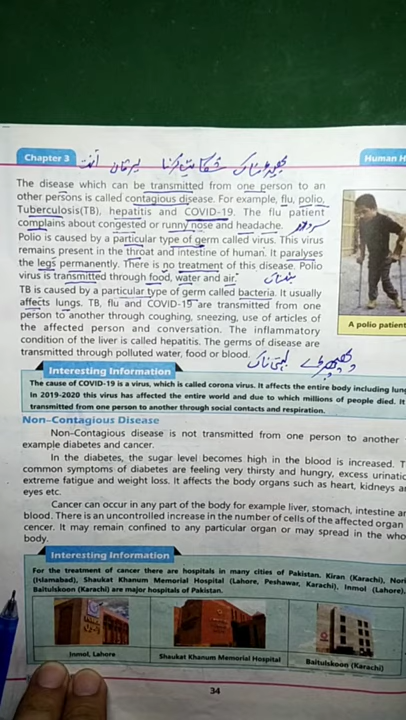 Chapter 3
Human H
شکایت کرنا
یرقان
The disease which can be transmitted from one person to an
other persons is called contagious disease. For example, flu, polio,
Tuberculosis(TB), hepatitis and COVID-19. The flu patient
complains about congested or runny nose and headache.
سر درد
Polio is caused by a particular type of germ called virus. This virus
remains present in the throat and intestine of human. It paralyses
the legs permanently. There is no treatment of this disease. Polio
virus is transmitted through food, water and air.
TB is caused by a particular type of germ called bacteria. It usually
affects lungs. TB, flu and COVID-19 are transmitted from one
person to another through coughing, sneezing, use of articles of
the affected person and conversation. The inflammatory
condition of the liver is called hepatitis. The germs of disease are
transmitted through polluted water, food or blood.
بہتی ناک
پھیپھڑے
A polio patient
Interesting Information
The cause of COVID-19 is a virus, which is called corona virus. It affects the entire body including lung
In 2019-2020 this virus has affected the entire world and due to which millions of people died. It
transmitted from one person to another through social contacts and respiration.
Non–Contagious Disease
Non-Contagious disease is not transmitted from one person to another
example diabetes and cancer.
In the diabetes, the sugar level becomes high in the blood is increased. T
common symptoms of diabetes are feeling very thirsty and hungry, excess urinatio
extreme fatigue and weight loss. It affects the body organs such as heart, kidneys a
eyes etc.
Cancer can occur in any part of the body for example liver, stomach, intestine a
blood. There is an uncontrolled increase in the number of cells of the affected organ
cencer. It may remain confined to any particular organ or may spread in the who
body.
Interesting Information
For the treatment of cancer there are hospitals in many cities of Pakistan. Kiran (Karachi), Nori
(Islamabad), Shaukat Khanum Memorial Hospital (Lahore, Peshawar, Karachi), Inmol (Lahore),
Baitulskoon (Karachi) are major hospitals of Pakistan.
Inmol, Lahore
Shaukat Khanum Memorial Hospital
Baitulskoon (Karachi)
34